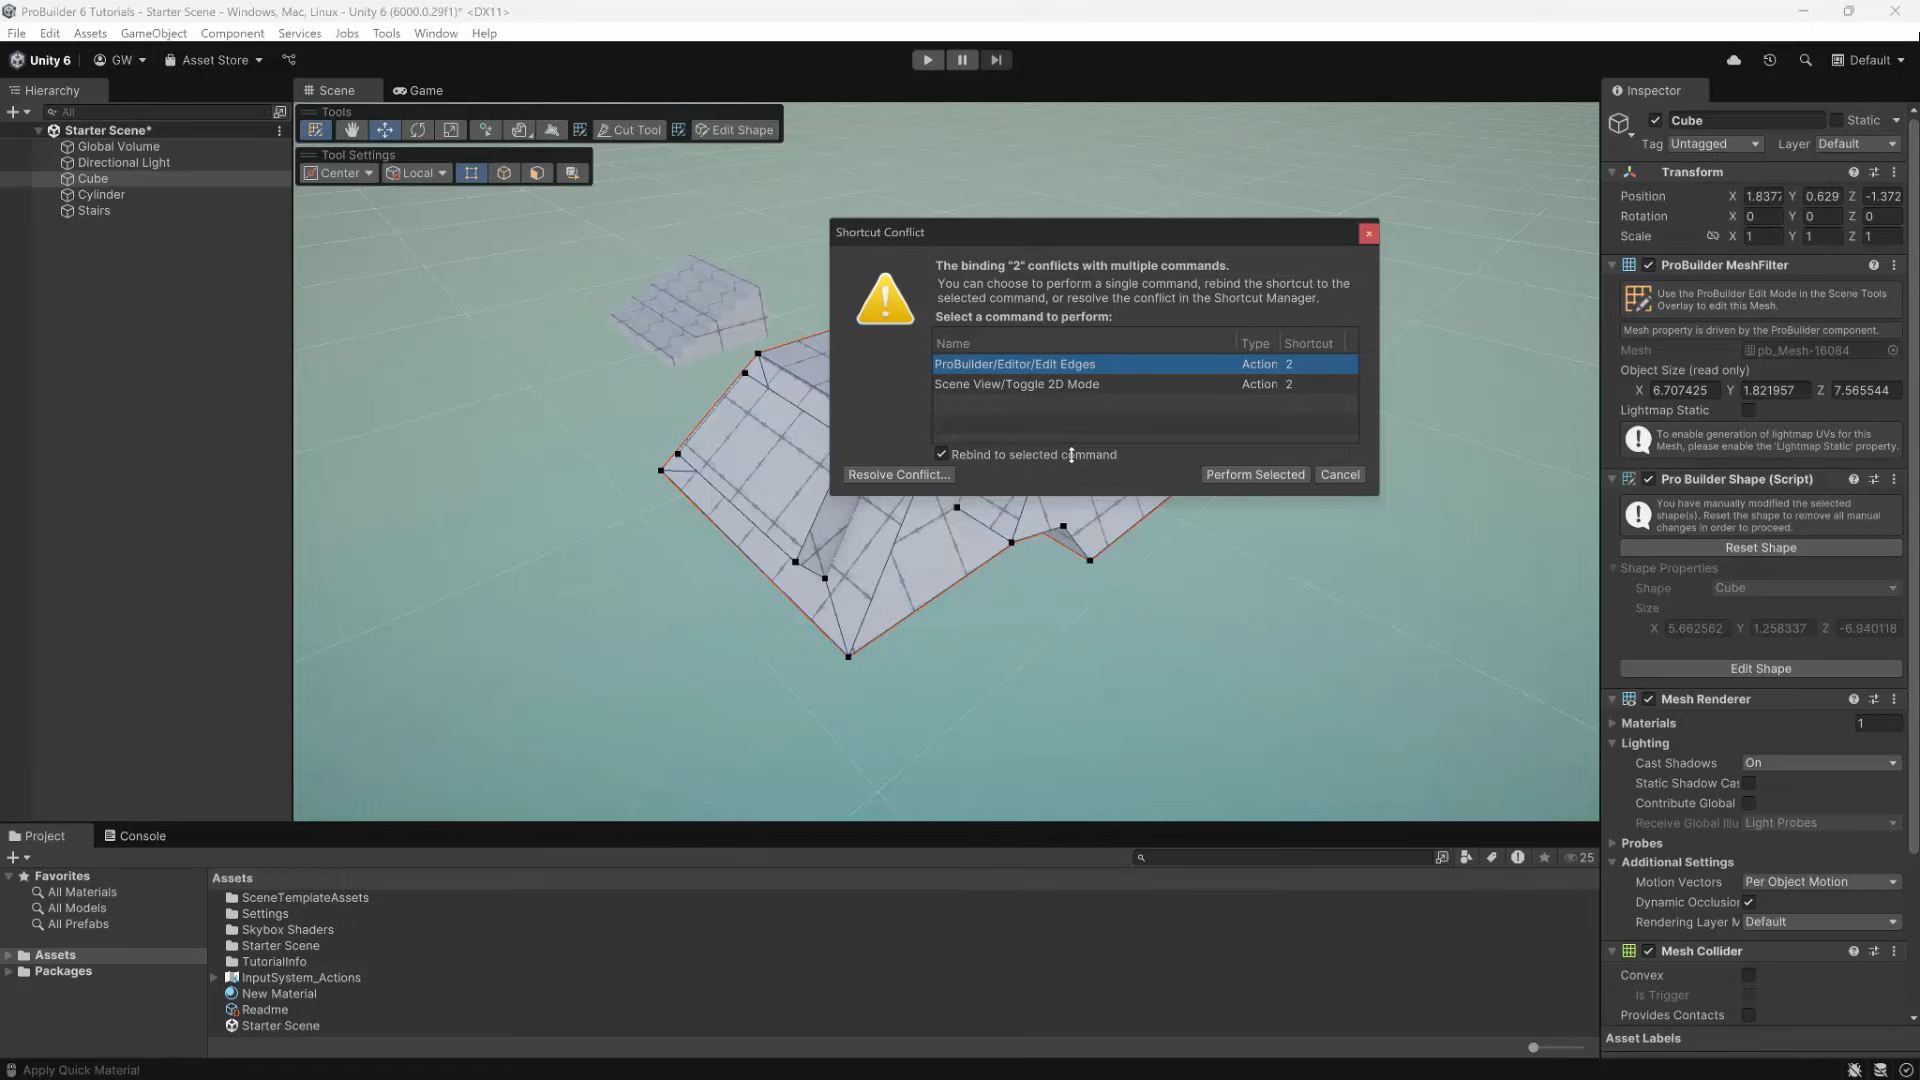 ProBuilder 6 Tutorials - Starter Scene - Windows, Mac, Linux - Unity 6 (6000.0.29f1)* <DX11>
File Edit Assets GameObject Component Services Jobs Tools Window Help
Unity 6 GW Asset Store Default
Hierarchy
All
Starter Scene*
Global Volume
Directional Light
Cube
Cylinder
Stairs
Scene Game
Tools
Cut Tool Edit Shape
Tool Settings
Center Local
Shortcut Conflict
The binding "2" conflicts with multiple commands.
You can choose to perform a single command, rebind the shortcut to the
selected command, or resolve the conflict in the Shortcut Manager.
Select a command to perform:
Name Type Shortcut
ProBuilder/Editor/Edit Edges Action 2
Scene View/Toggle 2D Mode Action 2
Rebind to selected command
Resolve Conflict... Perform Selected Cancel
Inspector
Cube Static
Tag Untagged Layer Default
Transform
Position X 1.8377 Y 0.629 Z -1.372
Rotation X 0 Y 0 Z 0
Scale X 1 Y 1 Z 1
ProBuilder MeshFilter
Use the ProBuilder Edit Mode in the Scene Tools
Overlay to edit this Mesh.
Mesh property is driven by the ProBuilder component.
Mesh pb_Mesh-16084
Object Size (read only)
X 6.707425 Y 1.821957 Z 7.565544
Lightmap Static
To enable generation of lightmap UVs for this
Mesh, please enable the 'Lightmap Static' property.
Pro Builder Shape (Script)
You have manually modified the selected
shape(s). Reset the shape to remove all manual
changes in order to proceed.
Reset Shape
Shape Properties
Shape Cube
Size
X 5.662562 Y 1.258337 Z -6.940118
Edit Shape
Mesh Renderer
Materials 1
Lighting
Cast Shadows On
Static Shadow Cas
Contribute Global
Receive Global Illu Light Probes
Probes
Additional Settings
Motion Vectors Per Object Motion
Dynamic Occlusion
Rendering Layer M Default
Mesh Collider
Convex
Is Trigger
Provides Contacts
Asset Labels
Project Console
25
Favorites
All Materials
All Models
All Prefabs
Assets
Packages
Assets
SceneTemplateAssets
Settings
Skybox Shaders
Starter Scene
TutorialInfo
InputSystem_Actions
New Material
Readme
Starter Scene
Apply Quick Material